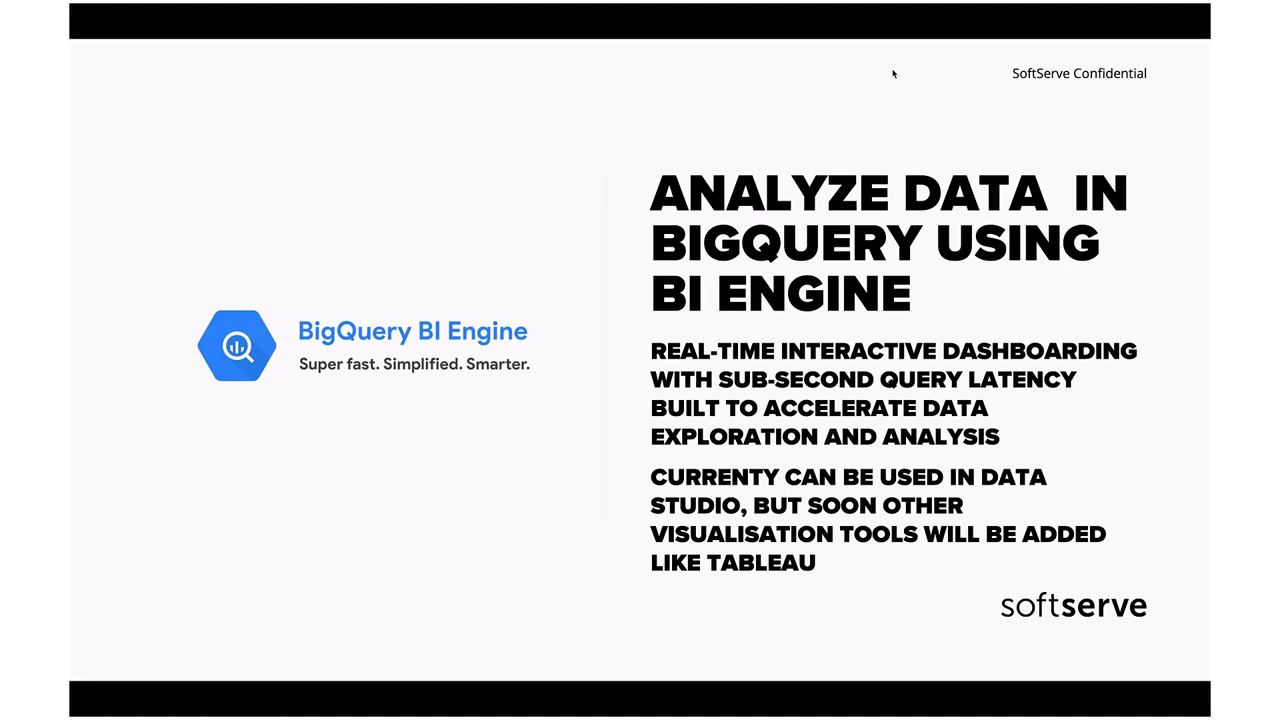 SoftServe Confidential
BigQuery BI Engine
Super fast. Simplified. Smarter.
ANALYZE DATA  IN
BIGQUERY USING
BI ENGINE
REAL-TIME INTERACTIVE DASHBOARDING
WITH SUB-SECOND QUERY LATENCY
BUILT TO ACCELERATE DATA
EXPLORATION AND ANALYSIS
CURRENTY CAN BE USED IN DATA
STUDIO, BUT SOON OTHER
VISUALISATION TOOLS WILL BE ADDED
LIKE TABLEAU
softserve